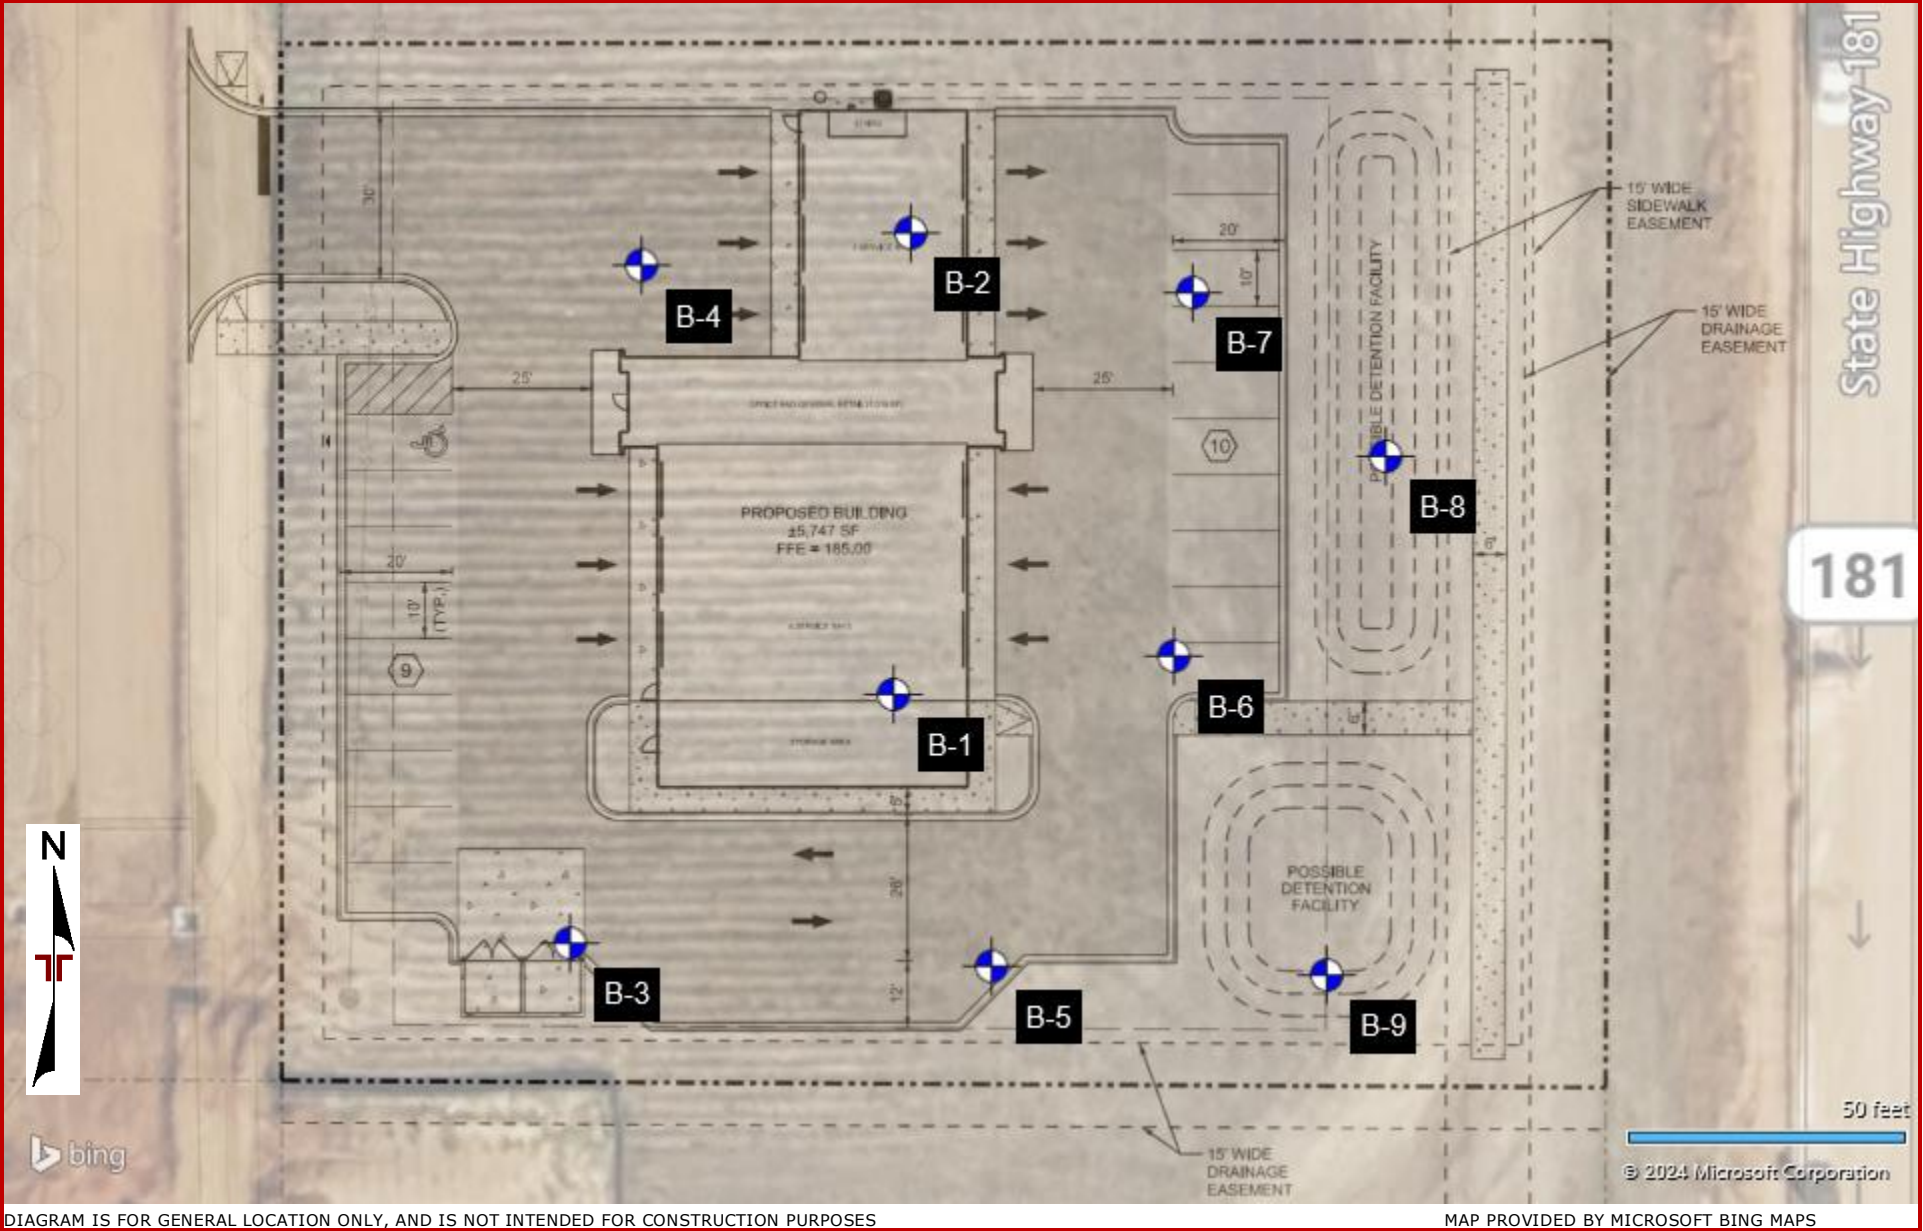 State Highway 181
30'
15' WIDE
SIDEWALK
EASEMENT
20'
10'
B-2
B-4
B-7
15' WIDE
DRAINAGE
EASEMENT
POSSIBLE DETENTION FACILITY
25'
25'
10
B-8
PROPOSED BUILDING
±5,747 SF
FFE = 185.00
6'
181
20'
10'
(TYP.)
9
B-6
6'
B-1
STORAGE AREA
N
26'
POSSIBLE
DETENTION
FACILITY
B-3
12'
B-5
B-9
50 feet
bing
15' WIDE
DRAINAGE
EASEMENT
© 2024 Microsoft Corporation
DIAGRAM IS FOR GENERAL LOCATION ONLY, AND IS NOT INTENDED FOR CONSTRUCTION PURPOSES
MAP PROVIDED BY MICROSOFT BING MAPS